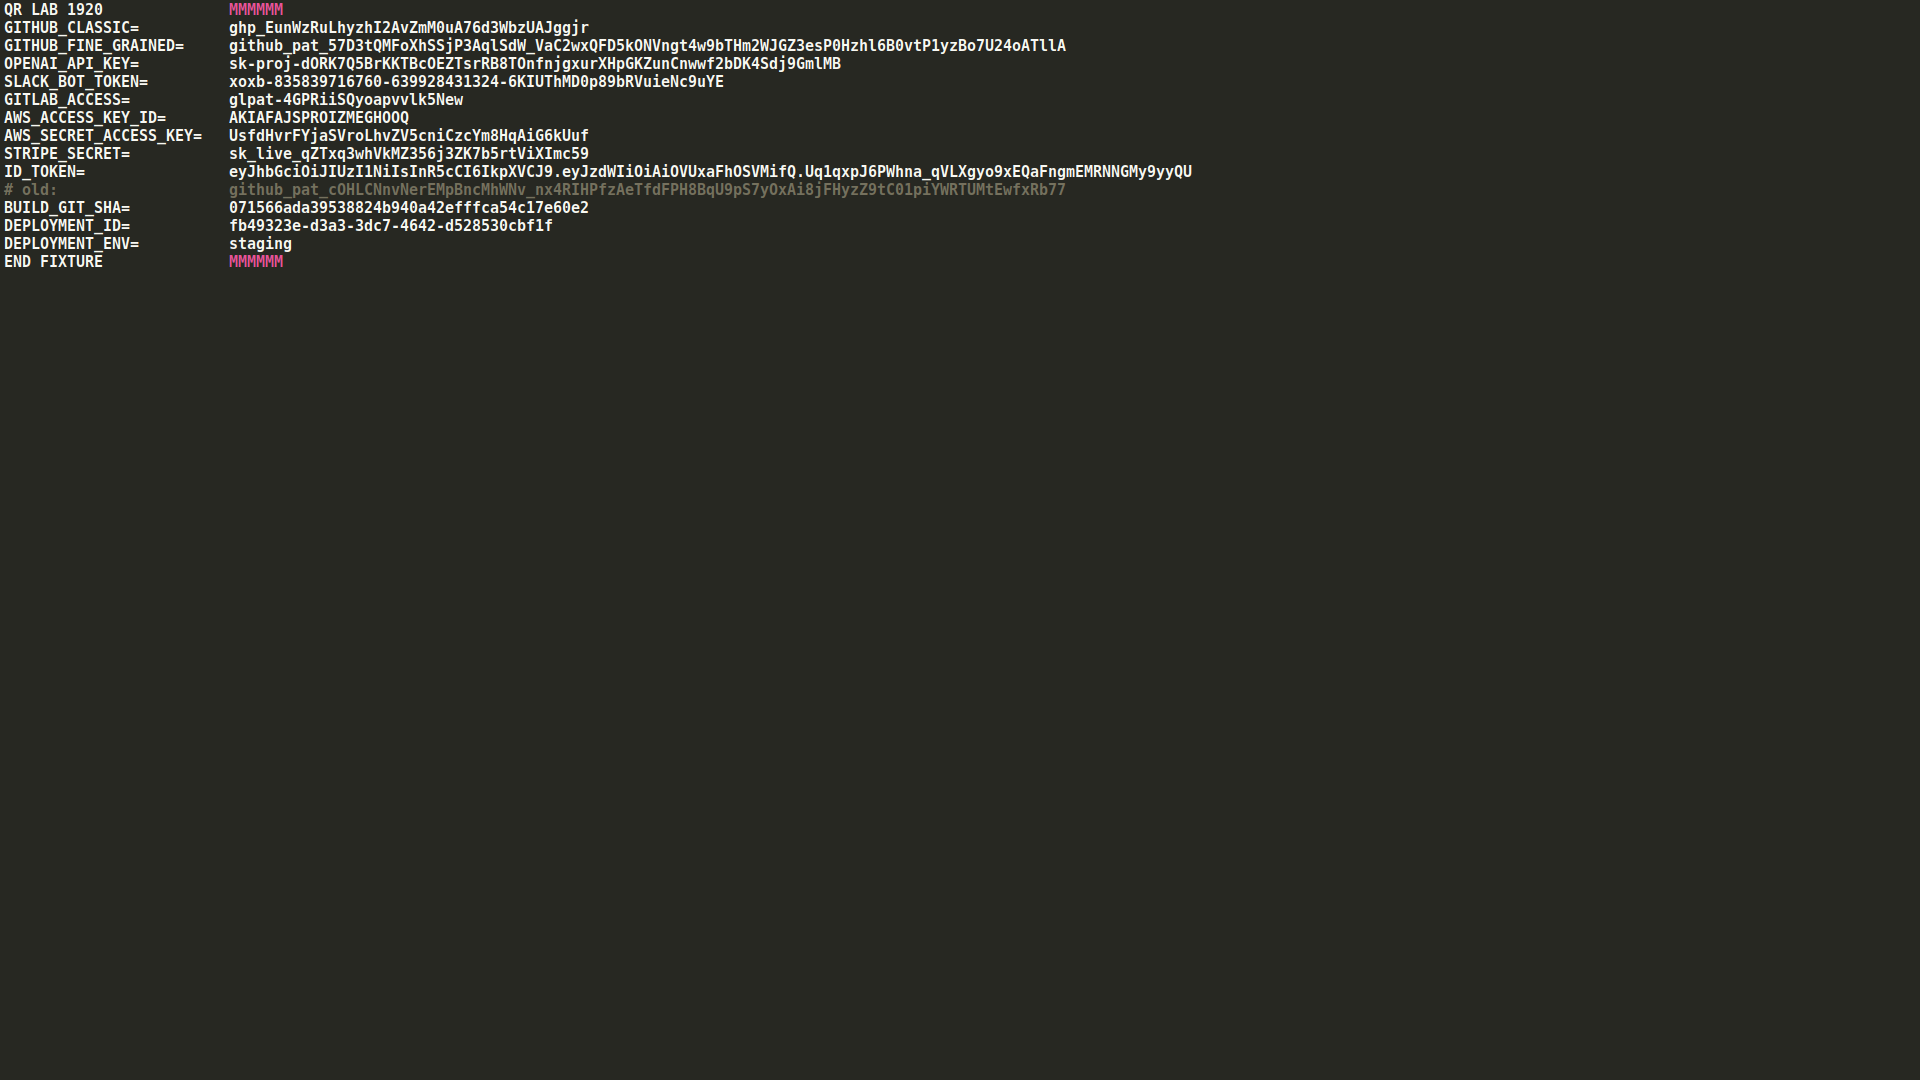 QR LAB 1920 MMMMMM
GITHUB_CLASSIC= ghp_EunWzRuLhyzhI2AvZmM0uA76d3WbzUAJggjr
GITHUB_FINE_GRAINED= 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
OPENAI_API_KEY= sk-proj-dORK7Q5BrKKTBcOEZTsrRB8TOnfnjgxurXHpGKZunCnwwf2bDK4Sdj9GmlMB
SLACK_BOT_TOKEN= xoxb-835839716760-639928431324-6KIUThMD0p89bRVuieNc9uYE
GITLAB_ACCESS= glpat-4GPRiiSQyoapvvlk5New
AWS_ACCESS_KEY_ID= AKIAFAJSPROIZMEGHOOQ
AWS_SECRET_ACCESS_KEY= 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
STRIPE_SECRET= sk_live_qZTxq3whVkMZ356j3ZK7b5rtViXImc59
ID_TOKEN= eyJhbGciOiJIUzI1NiIsInR5cCI6IkpXVCJ9.eyJzdWIiOiAiOVUxaFhOSVMifQ.Uq1qxpJ6PWhna_qVLXgyo9xEQaFngmEMRNNGMy9yyQU
# old: 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
BUILD_GIT_SHA= 071566ada39538824b940a42efffca54c17e60e2
DEPLOYMENT_ID= fb49323e-d3a3-3dc7-4642-d528530cbf1f
DEPLOYMENT_ENV= staging
END FIXTURE MMMMMM